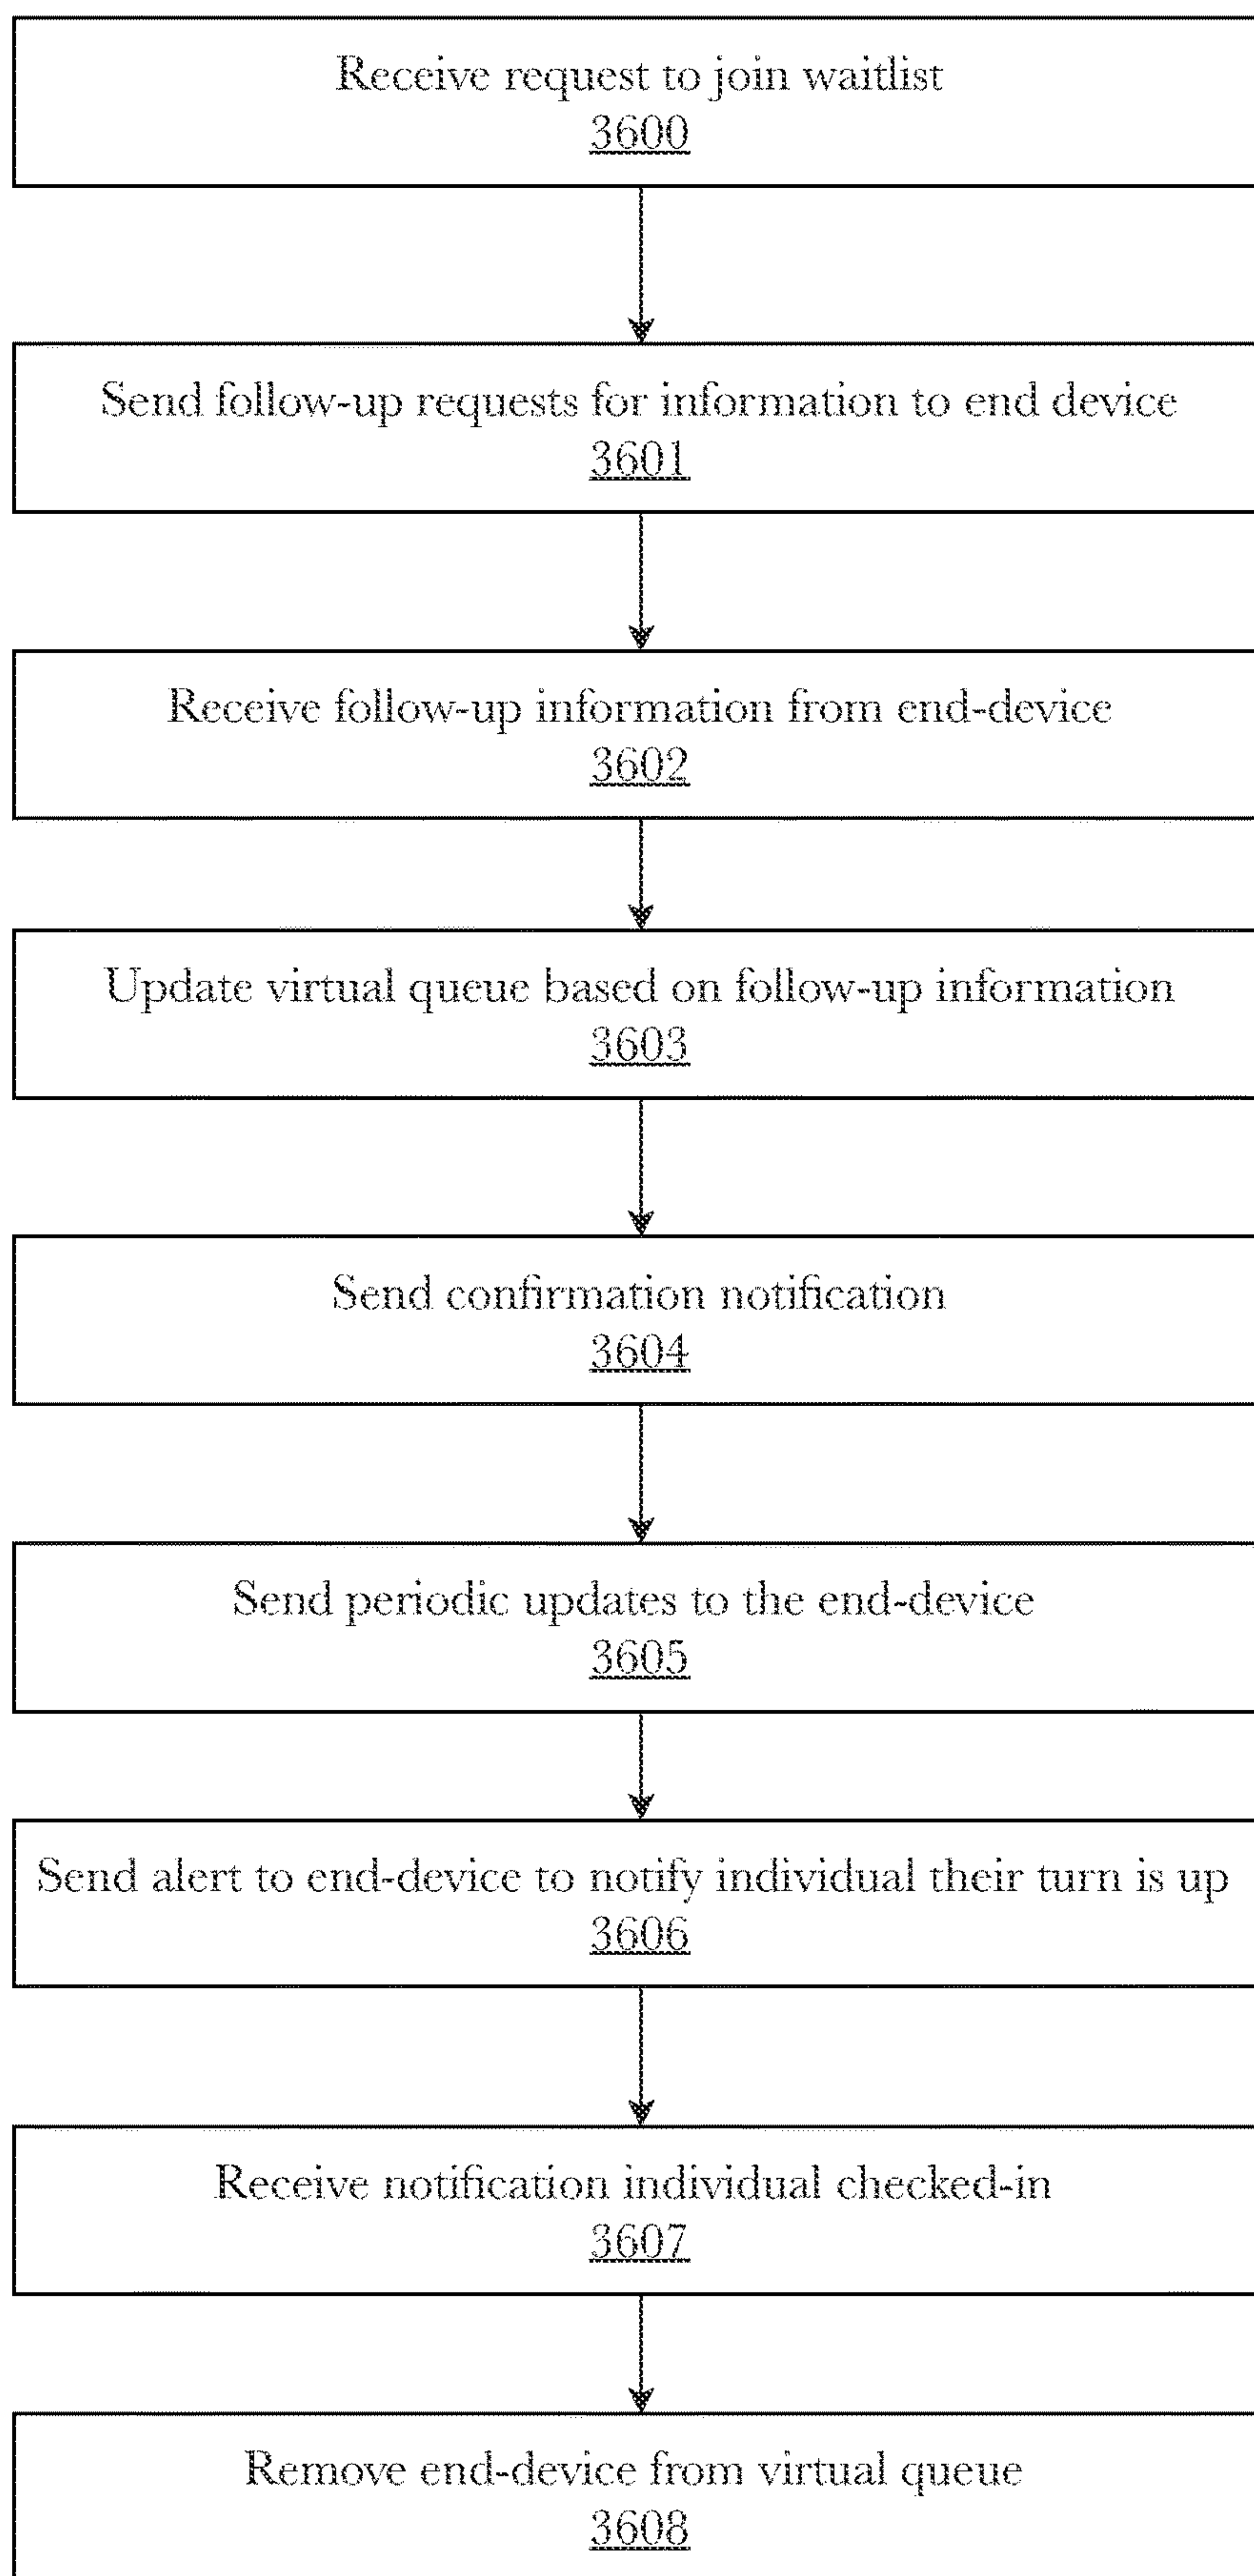 Receive request to join waitlist
3600
Send follow-up requests for information to end device
3601
Receive follow-up information from end-device
3602
Update virtual queue based on follow-up information
3603
Send confirmation notification
3604
Send periodic updates to the end-device
3605
Send alert to end-device to notify individual their turn is up
3606
Receive notification individual checked-in
3607
Remove end-device from virtual queue
3608